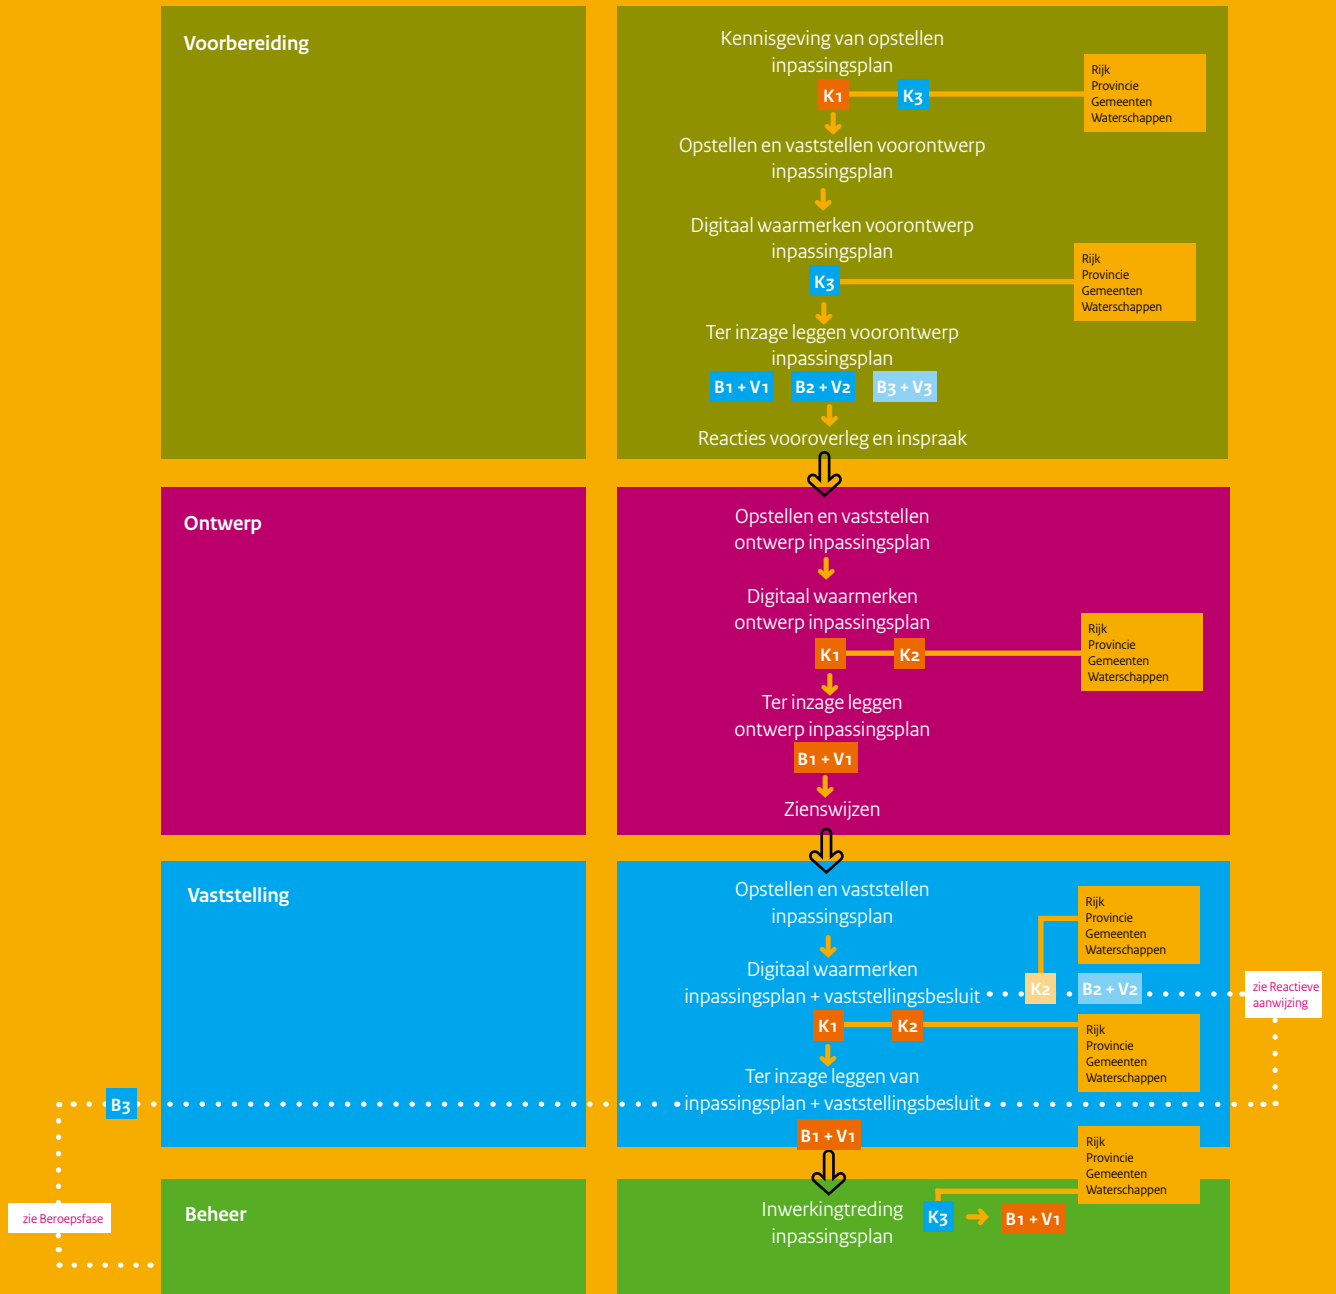 Voorbereiding
Kennisgeving van opstellen
inpassingsplan
K1
K3
Rijk
Provincie
Gemeenten
Waterschappen
Opstellen en vaststellen voorontwerp
inpassingsplan
Digitaal waarmerken voorontwerp
inpassingsplan
K3
Rijk
Provincie
Gemeenten
Waterschappen
Ter inzage leggen voorontwerp
inpassingsplan
B1 + V1
B2 + V2
B3 + V3
Reacties vooroverleg en inspraak
Ontwerp
Opstellen en vaststellen
ontwerp inpassingsplan
Digitaal waarmerken
ontwerp inpassingsplan
K1
K2
Rijk
Provincie
Gemeenten
Waterschappen
Ter inzage leggen
ontwerp inpassingsplan
B1 + V1
Zienswijzen
Vaststelling
Opstellen en vaststellen
inpassingsplan
Rijk
Provincie
Gemeenten
Waterschappen
Digitaal waarmerken
inpassingsplan + vaststellingsbesluit
K2
B2 + V2
zie Reactieve
aanwijzing
K1
K2
Rijk
Provincie
Gemeenten
Waterschappen
Ter inzage leggen van
inpassingsplan + vaststellingsbesluit
B3
B1 + V1
Rijk
Provincie
Gemeenten
Waterschappen
zie Beroepsfase
Beheer
Inwerkingtreding
inpassingsplan
K3
B1 + V1